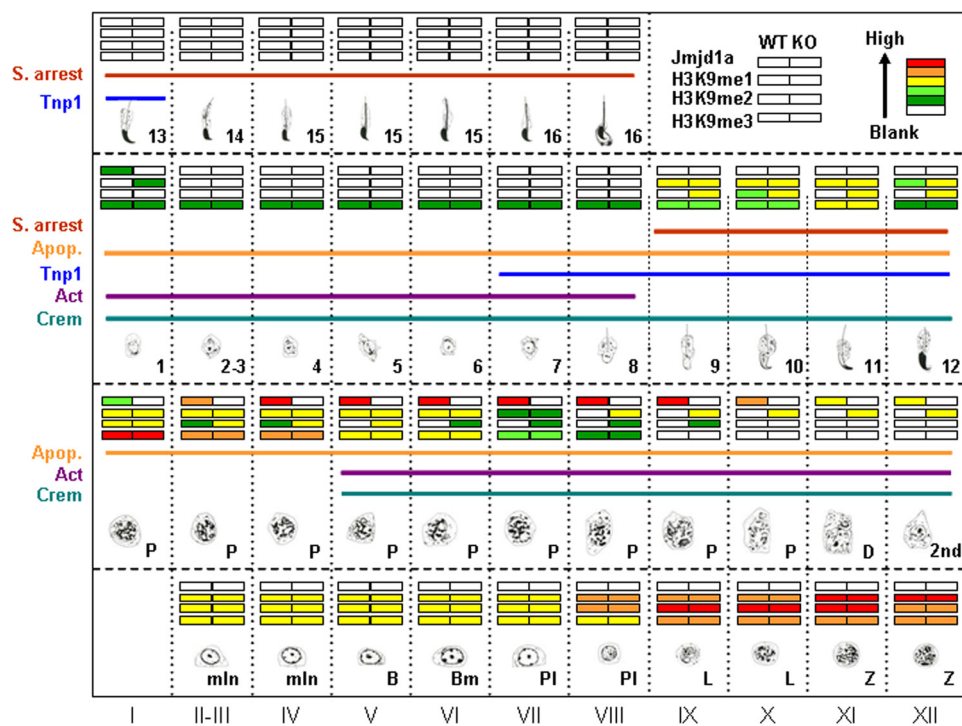 WT KO
High
Jmjd1a
H3K9me1
H3K9me2
H3K9me3
Blank
S. arrest
Tnp1
13 14 15 15 15 16 16
S. arrest
Apop.
Tnp1
Act
Crem
1 2-3 4 5 6 7 8 9 10 11 12
Apop.
Act
Crem
P P P P P P P P P D 2nd
mIn mIn B Bm Pl Pl L L Z Z
I II-III IV V VI VII VIII IX X XI XII